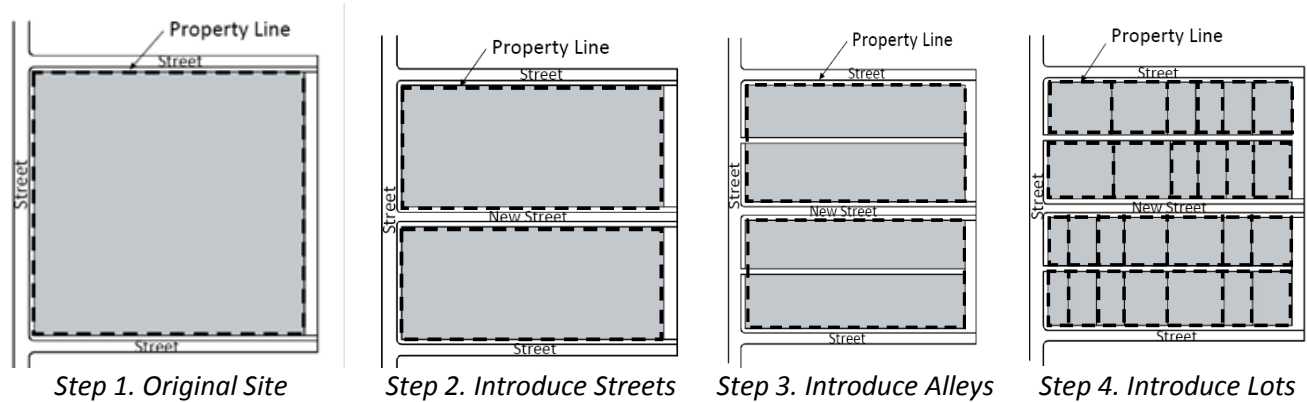 Property Line
Street
Street
Street
Step 1. Original Site
Property Line
Street
Street
New Street
Street
Step 2. Introduce Streets
Property Line
Street
Street
New Street
Street
Step 3. Introduce Alleys
Property Line
Street
Street
New Street
Street
Step 4. Introduce Lots